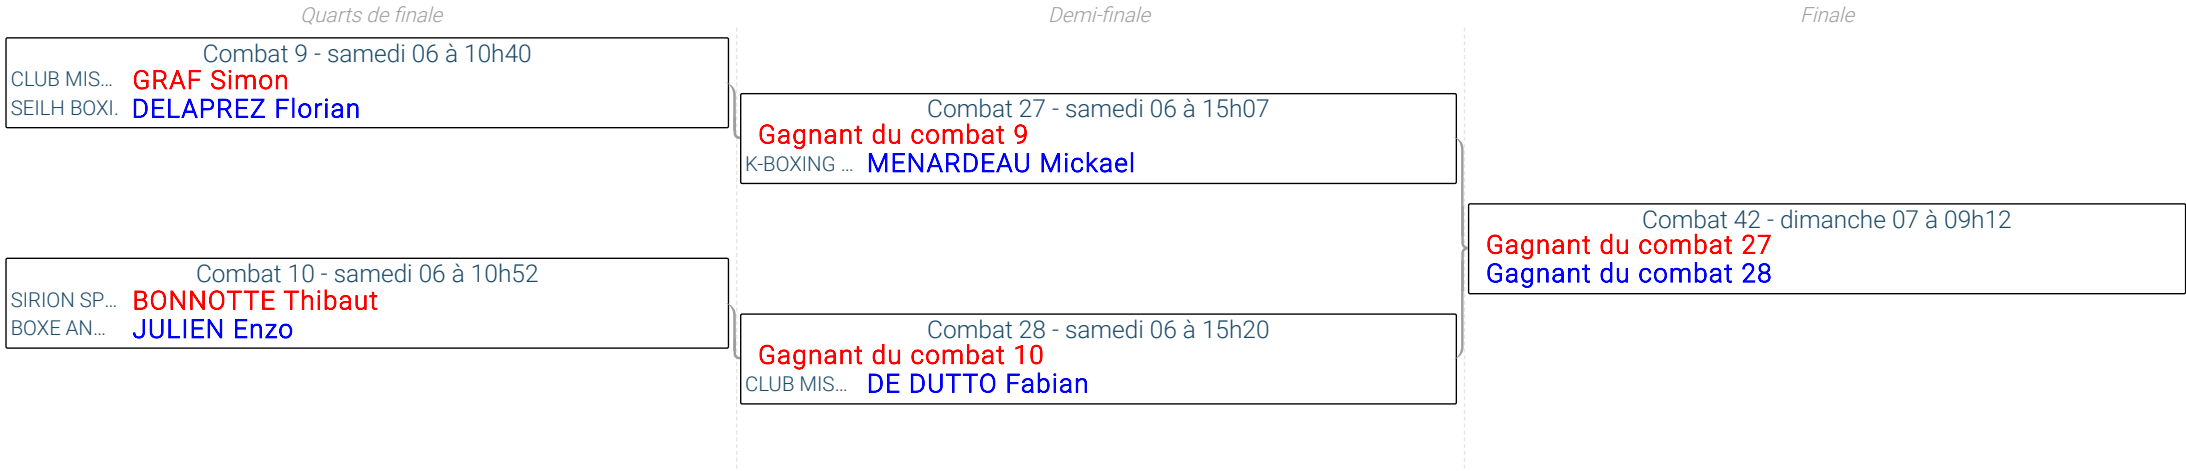 Quarts de finale
Demi-finale
Finale
Combat 9 - samedi 06 à 10h40
CLUB MIS... GRAF Simon
SEILH BOXI. DELAPREZ Florian
Combat 27 - samedi 06 à 15h07
Gagnant du combat 9
K-BOXING ... MENARDEAU Mickael
Combat 42 - dimanche 07 à 09h12
Gagnant du combat 27
Gagnant du combat 28
Combat 10 - samedi 06 à 10h52
SIRION SP... BONNOTTE Thibaut
BOXE AN... JULIEN Enzo
Combat 28 - samedi 06 à 15h20
Gagnant du combat 10
CLUB MIS... DE DUTTO Fabian